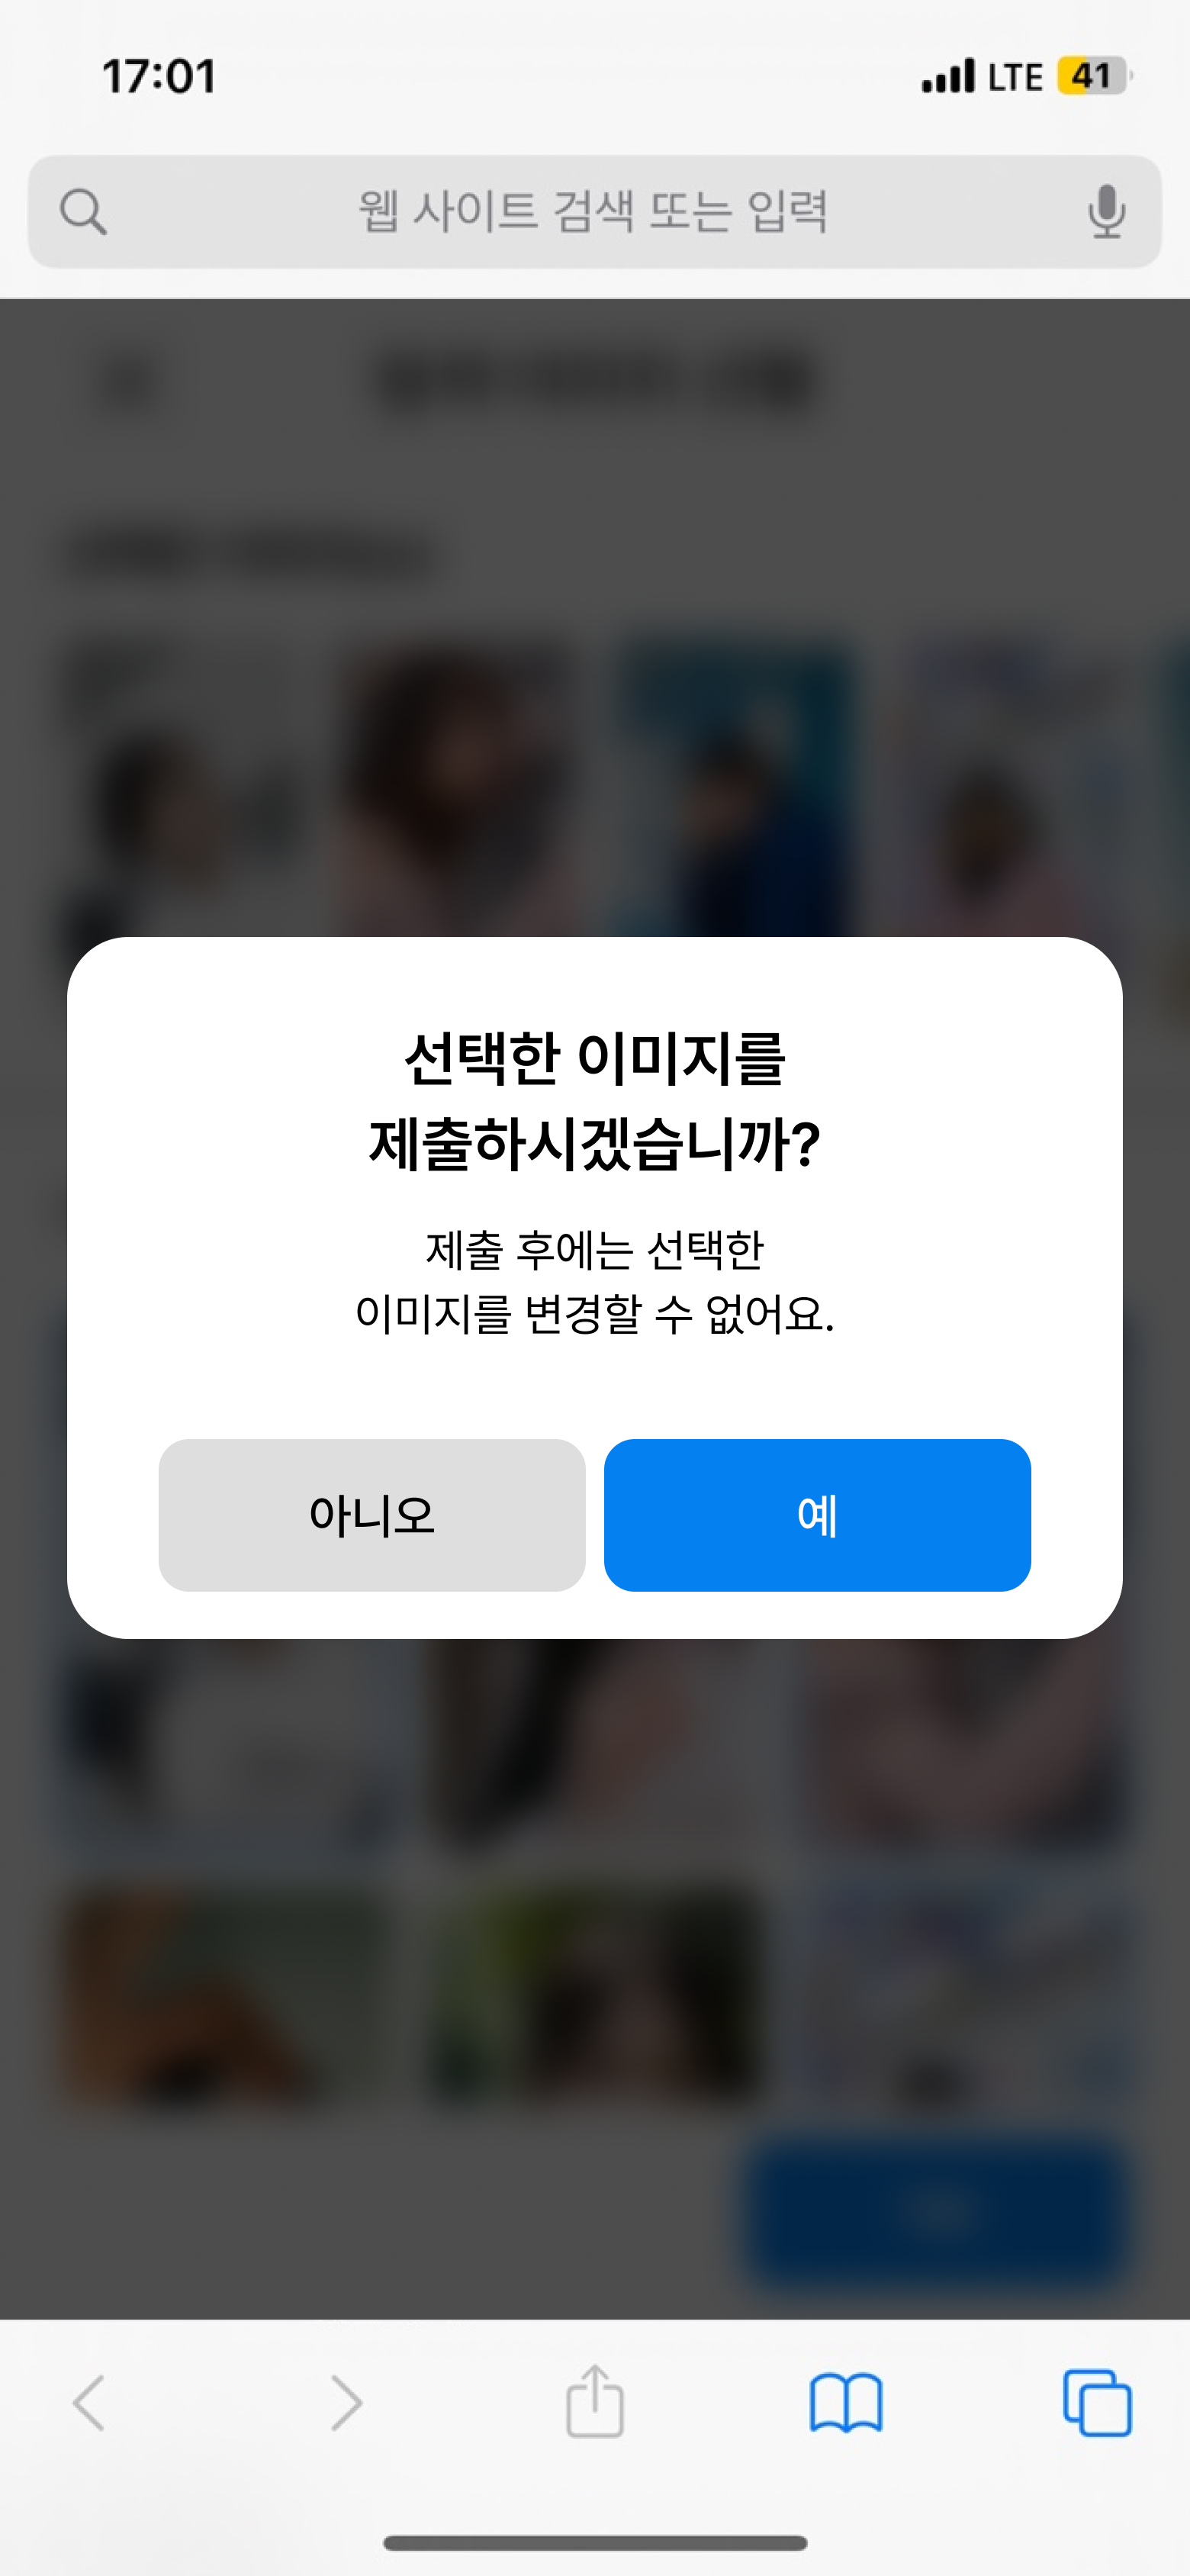 17:01
LTE 41
웹 사이트 검색 또는 입력
선택한 이미지를
제출하시겠습니까?
제출 후에는 선택한
이미지를 변경할 수 없어요.
아니오
예